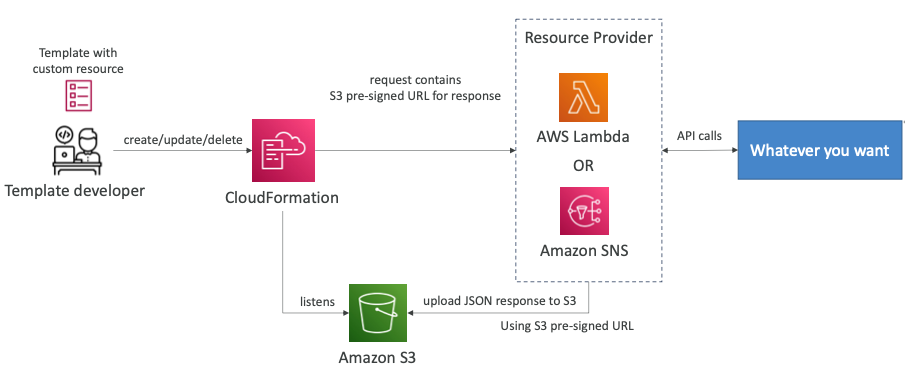 Template with
custom resource
Template developer
create/update/delete
CloudFormation
request contains
S3 pre-signed URL for response
Resource Provider
AWS Lambda
OR
Amazon SNS
API calls
Whatever you want
listens
Amazon S3
upload JSON response to S3
Using S3 pre-signed URL